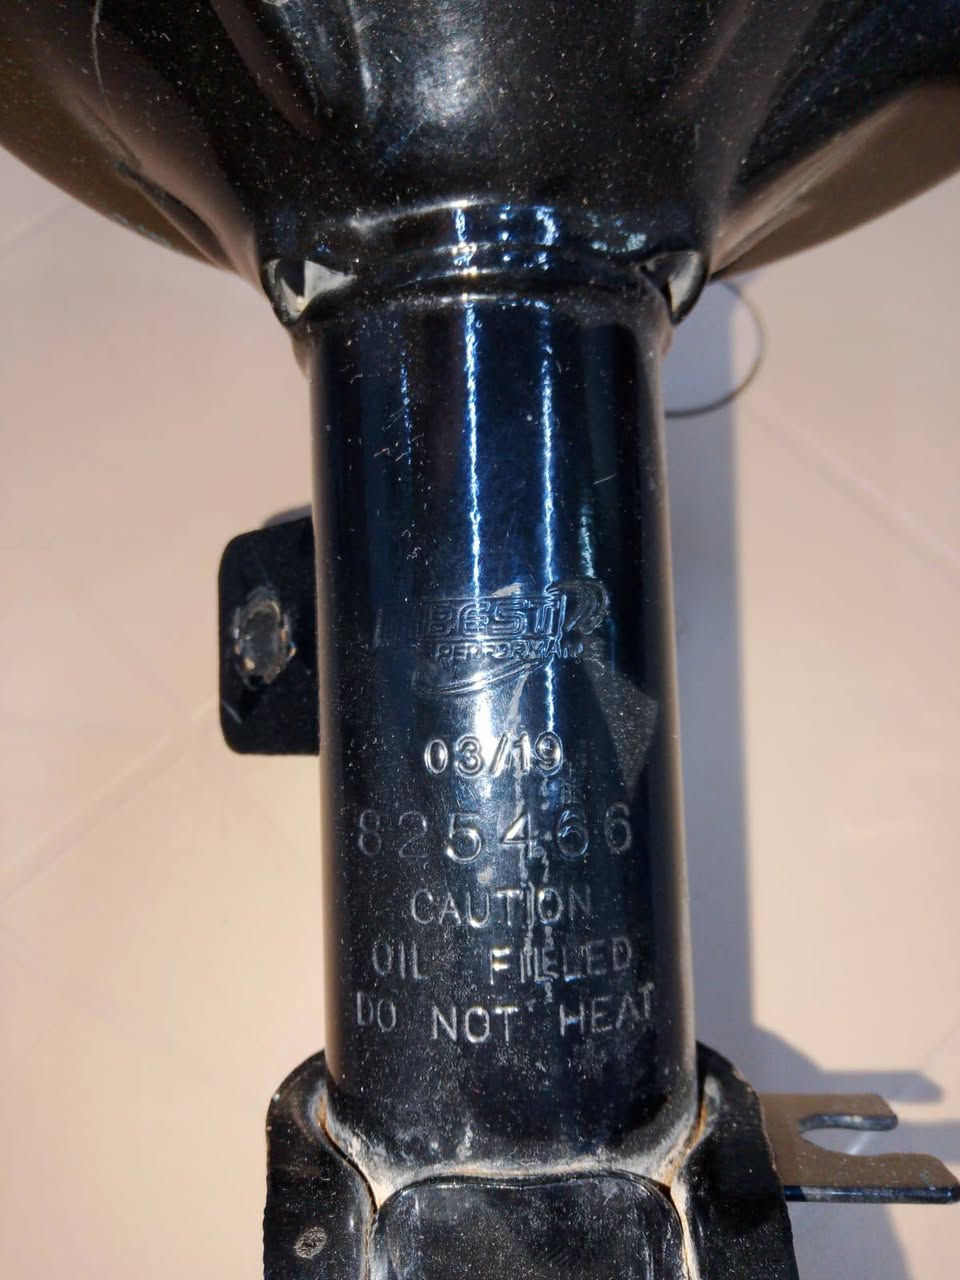 BEST
PERFORMANCE
03/19
825466
CAUTION
OIL FILLED
DO NOT HEAT